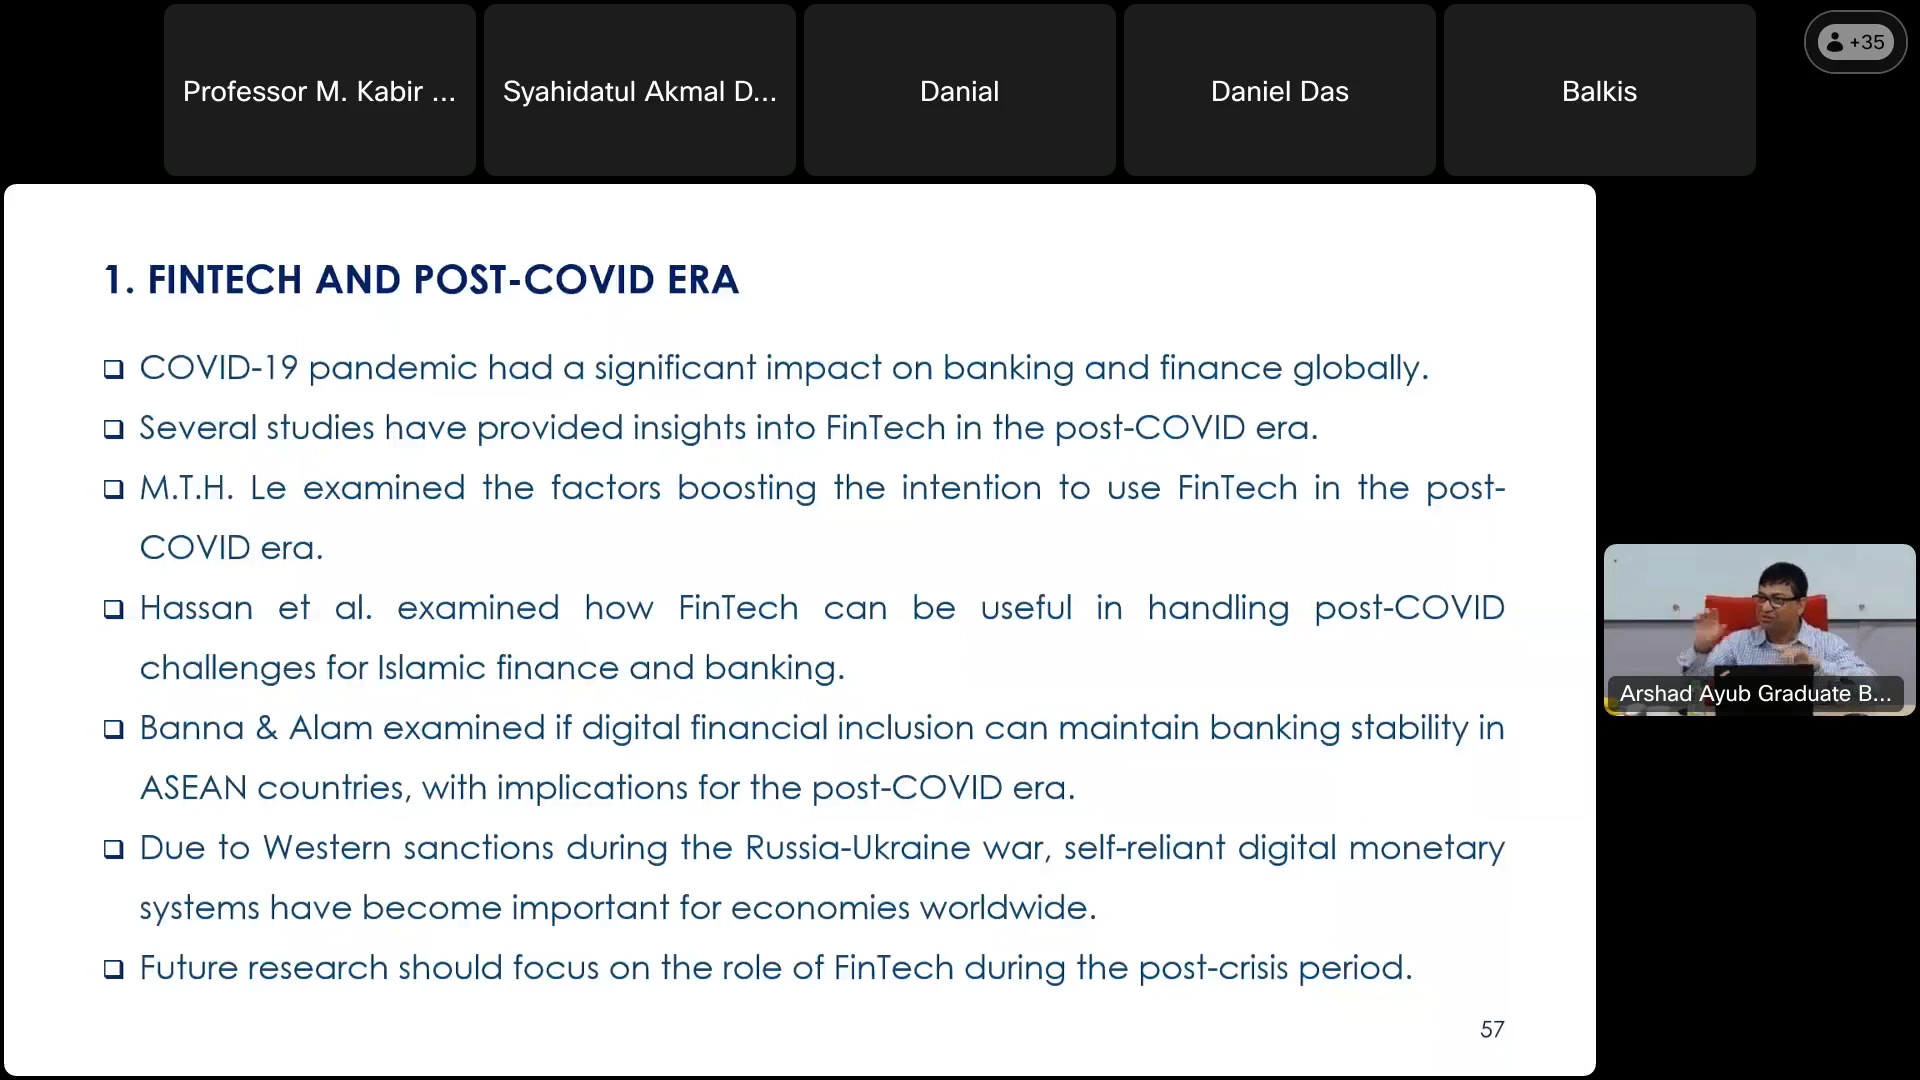 Professor M. Kabir ...
Syahidatul Akmal D...
Danial
Daniel Das
Balkis
+35
1. FINTECH AND POST-COVID ERA
❑ COVID-19 pandemic had a significant impact on banking and finance globally.
❑ Several studies have provided insights into FinTech in the post-COVID era.
❑ M.T.H. Le examined the factors boosting the intention to use FinTech in the post-
COVID era.
❑ Hassan et al. examined how FinTech can be useful in handling post-COVID
challenges for Islamic finance and banking.
❑ Banna & Alam examined if digital financial inclusion can maintain banking stability in
ASEAN countries, with implications for the post-COVID era.
❑ Due to Western sanctions during the Russia-Ukraine war, self-reliant digital monetary
systems have become important for economies worldwide.
❑ Future research should focus on the role of FinTech during the post-crisis period.
57
Arshad Ayub Graduate B...